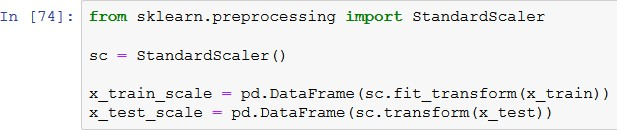 In [74]: from sklearn.preprocessing import StandardScaler
sc = StandardScaler()
x_train_scale = pd.DataFrame(sc.fit_transform(x_train))
x_test_scale = pd.DataFrame(sc.transform(x_test))